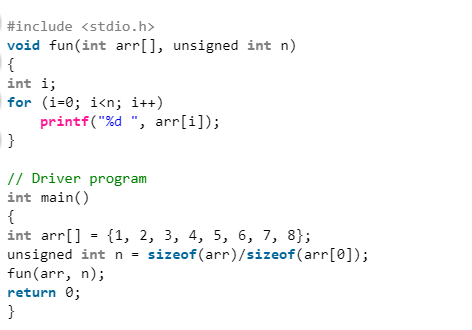 #include <stdio.h>
void fun(int arr[], unsigned int n)
{
int i;
for (i=0; i<n; i++)
    printf("%d ", arr[i]);
}

// Driver program
int main()
{
int arr[] = {1, 2, 3, 4, 5, 6, 7, 8};
unsigned int n = sizeof(arr)/sizeof(arr[0]);
fun(arr, n);
return 0;
}